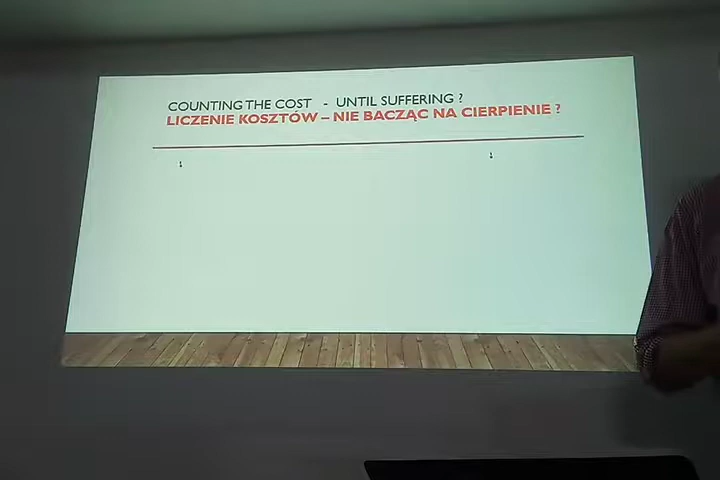 COUNTING THE COST - UNTIL SUFFERING ?
LICZENIE KOSZTÓW – NIE BACZĄC NA CIERPIENIE ?